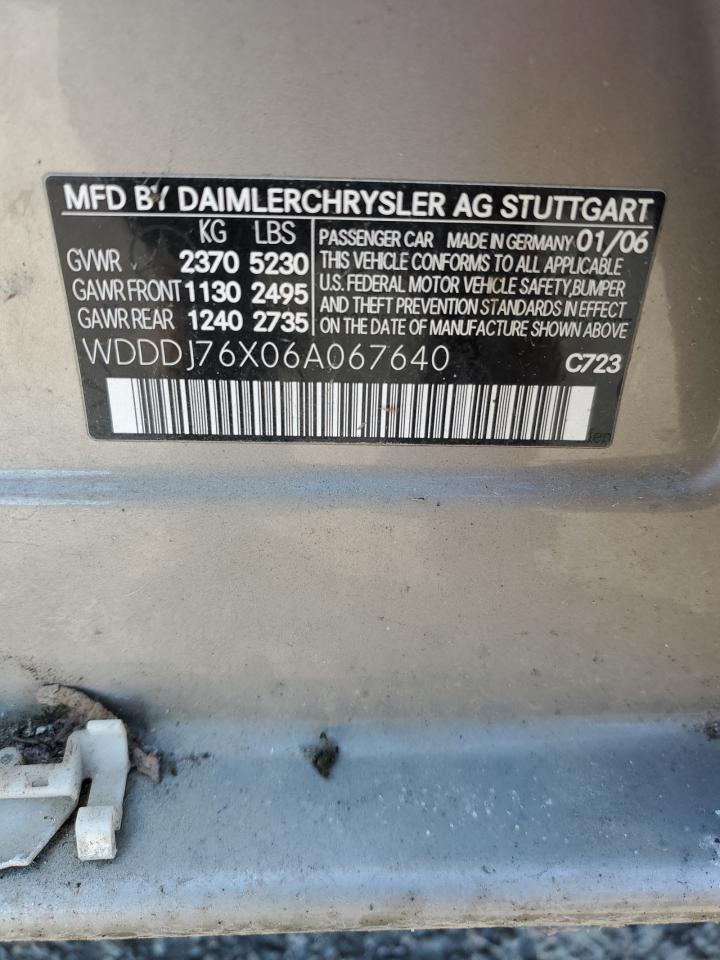 MFD BY DAIMLERCHRYSLER AG STUTTGART
KG LBS
GVWR 2370 5230
GAWR FRONT 1130 2495
GAWR REAR 1240 2735
PASSENGER CAR MADE IN GERMANY 01/06
THIS VEHICLE CONFORMS TO ALL APPLICABLE
U.S. FEDERAL MOTOR VEHICLE SAFETY, BUMPER
AND THEFT PREVENTION STANDARDS IN EFFECT
ON THE DATE OF MANUFACTURE SHOWN ABOVE
WDDDJ76X06A067640
C723